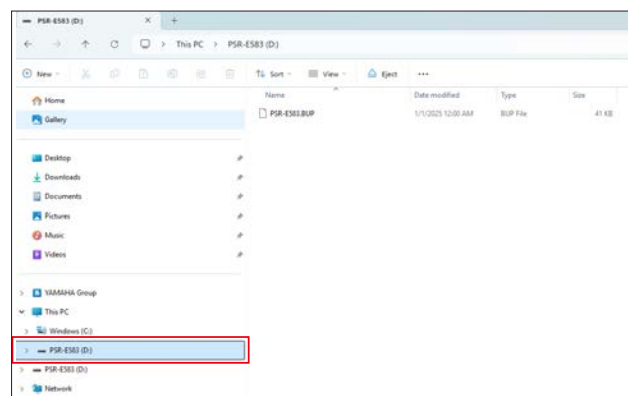 PSR-E583 (D:)
This PC > PSR-E583 (D:)
New Sort View Eject ...
Name Date modified Type Size
PSR-E583.BUP 1/1/2025 12:00 AM BUP File 41 KB
Home
Gallery
Desktop
Downloads
Documents
Pictures
Music
Videos
YAMAHA Group
This PC
Windows (C:)
PSR-E583 (D:)
PSR-E583 (D:)
Network